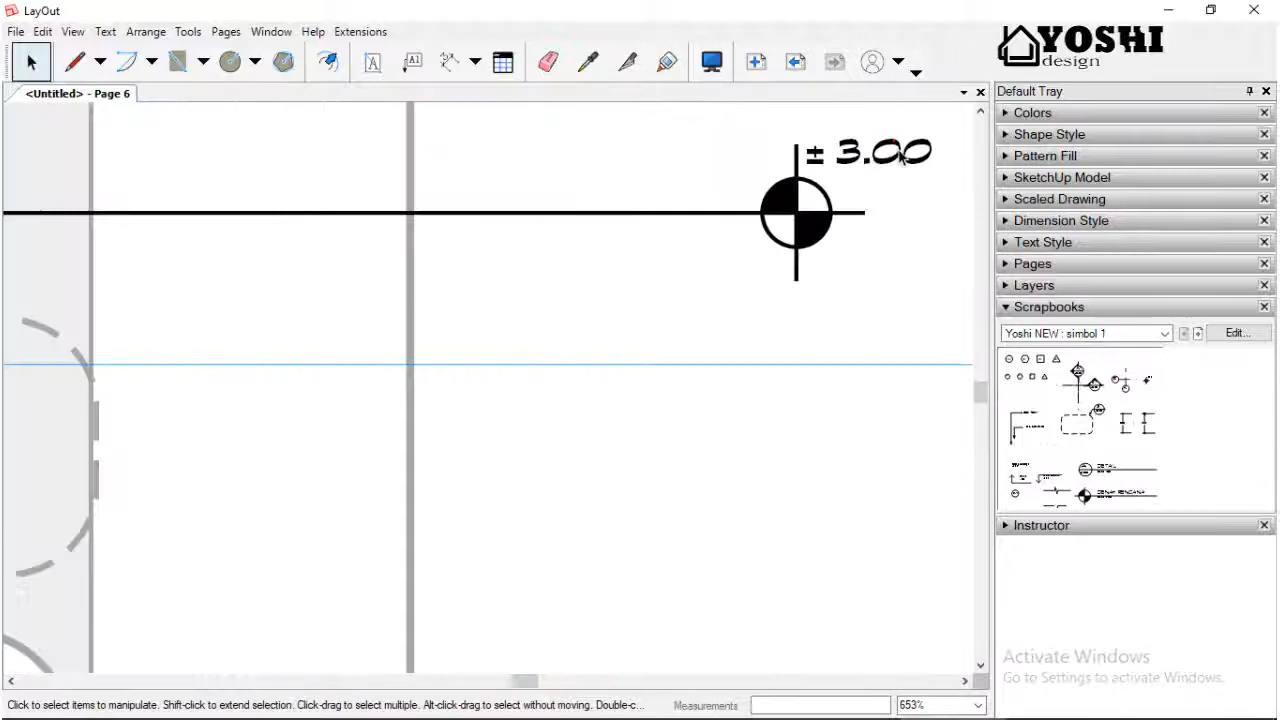 LayOut
File Edit View Text Arrange Tools Pages Window Help Extensions
YOSHI
design
<Untitled> - Page 6
Default Tray
Colors
Shape Style
Pattern Fill
SketchUp Model
Scaled Drawing
Dimension Style
Text Style
Pages
Layers
Scrapbooks
Yoshi NEW : simbol 1
Edit...
± 3.00
DETAIL
DENAH RENCANA
Instructor
Activate Windows
Go to Settings to activate Windows.
Click to select items to manipulate. Shift-click to extend selection. Click-drag to select multiple. Alt-click-drag to select without moving. Double-c...
Measurements
653%